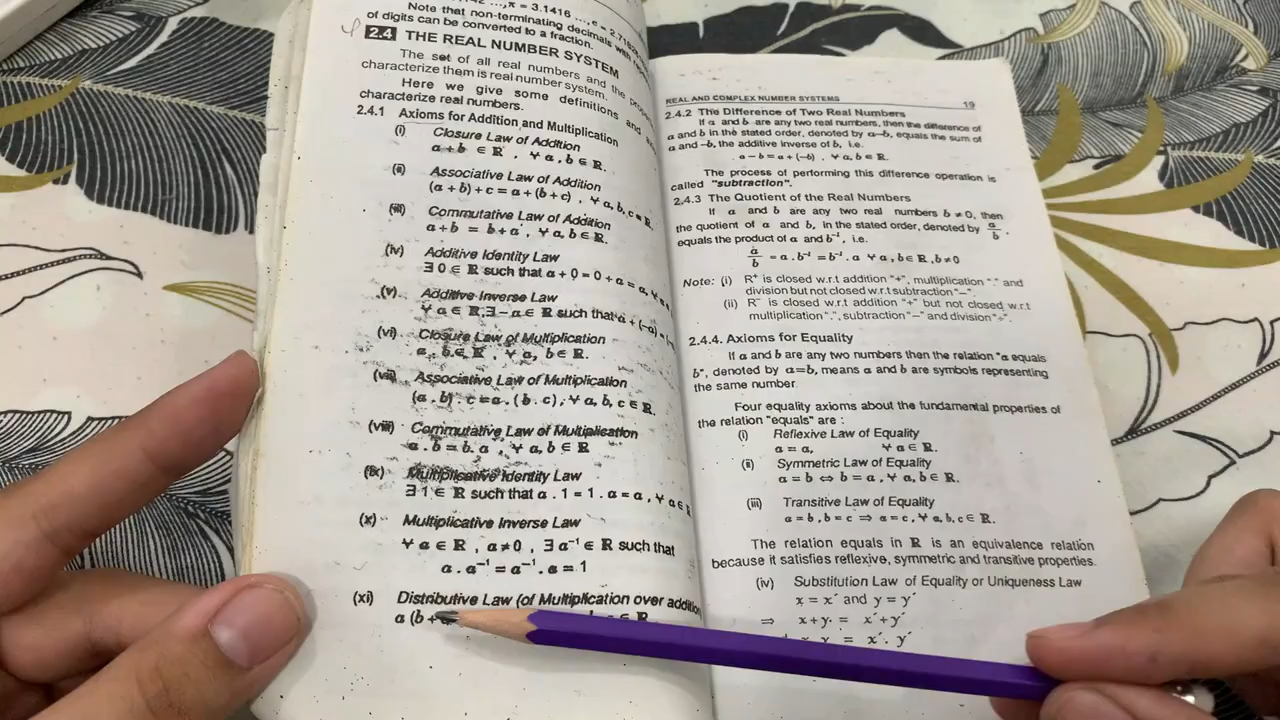 π = 3.1416
Note that non-terminating decimals with
of digits can be converted to a fraction.
2.4 THE REAL NUMBER SYSTEM
The set of all real numbers and the
characterize them is real number system.
Here we give some definitions and
characterize real numbers.
2.4.1 Axioms for Addition and Multiplication
(i) Closure Law of Addition
a+b ∈ ℝ , ∀ a, b ∈ ℝ.
(ii) Associative Law of Addition
(a + b) + c = a + (b + c) , ∀ a, b, c ∈ ℝ.
(iii) Commutative Law of Addition
a+b = b+a , ∀ a, b ∈ ℝ.
(iv) Additive Identity Law
∃ 0 ∈ ℝ such that a + 0 = 0 + a = a, ∀
(v) Additive Inverse Law
∀ a ∈ ℝ, ∃ – a ∈ ℝ such that a + (–a) =
(vi) Closure Law of Multiplication
a . b ∈ ℝ , ∀ a, b ∈ ℝ.
(vii) Associative Law of Multiplication
(a . b) c = a . (b . c) , ∀ a, b, c ∈ ℝ.
(viii) Commutative Law of Multiplication
a . b = b . a , ∀ a, b ∈ ℝ
(ix) Multiplicative Identity Law
∃ 1 ∈ ℝ such that a . 1 = 1 . a = a, ∀ a ∈ ℝ
(x) Multiplicative Inverse Law
∀ a ∈ ℝ , a ≠ 0 , ∃ a⁻¹ ∈ ℝ such that
a . a⁻¹ = a⁻¹ . a = 1
(xi) Distributive Law (of Multiplication over addition
a (b +
REAL AND COMPLEX NUMBER SYSTEMS 19
2.4.2 The Difference of Two Real Numbers
If a and b are any two real numbers, then the difference of
a and b in the stated order, denoted by a–b, equals the sum of
a and –b, the additive inverse of b, i.e.
a – b = a + (–b) , ∀ a, b ∈ ℝ.
The process of performing this difference operation is
called "subtraction".
2.4.3 The Quotient of the Real Numbers
If a and b are any two real numbers b ≠ 0, then
the quotient of a and b, in the stated order, denoted by a/b ,
equals the product of a and b⁻¹, i.e.
a/b = a . b⁻¹ = b⁻¹ . a ∀ a, b ∈ ℝ, b ≠ 0
Note: (i) R⁺ is closed w.r.t addition "+", multiplication "." and
division but not closed w.r.t subtraction "–".
(ii) R⁻ is closed w.r.t addition "+" but not closed w.r.t
multiplication ".", subtraction "–" and division "÷".
2.4.4. Axioms for Equality
If a and b are any two numbers then the relation "a equals
b", denoted by a=b, means a and b are symbols representing
the same number
Four equality axioms about the fundamental properties of
the relation "equals" are :
(i) Reflexive Law of Equality
a = a, ∀ a ∈ ℝ.
(ii) Symmetric Law of Equality
a = b ⇔ b = a , ∀ a, b ∈ ℝ.
(iii) Transitive Law of Equality
a = b , b = c ⇒ a = c , ∀ a, b, c ∈ ℝ.
The relation equals in ℝ is an equivalence relation
because it satisfies reflexive, symmetric and transitive properties.
(iv) Substitution Law of Equality or Uniqueness Law
x = x′ and y = y′
⇒ x + y. = x′ + y′
x . y = x′ . y′